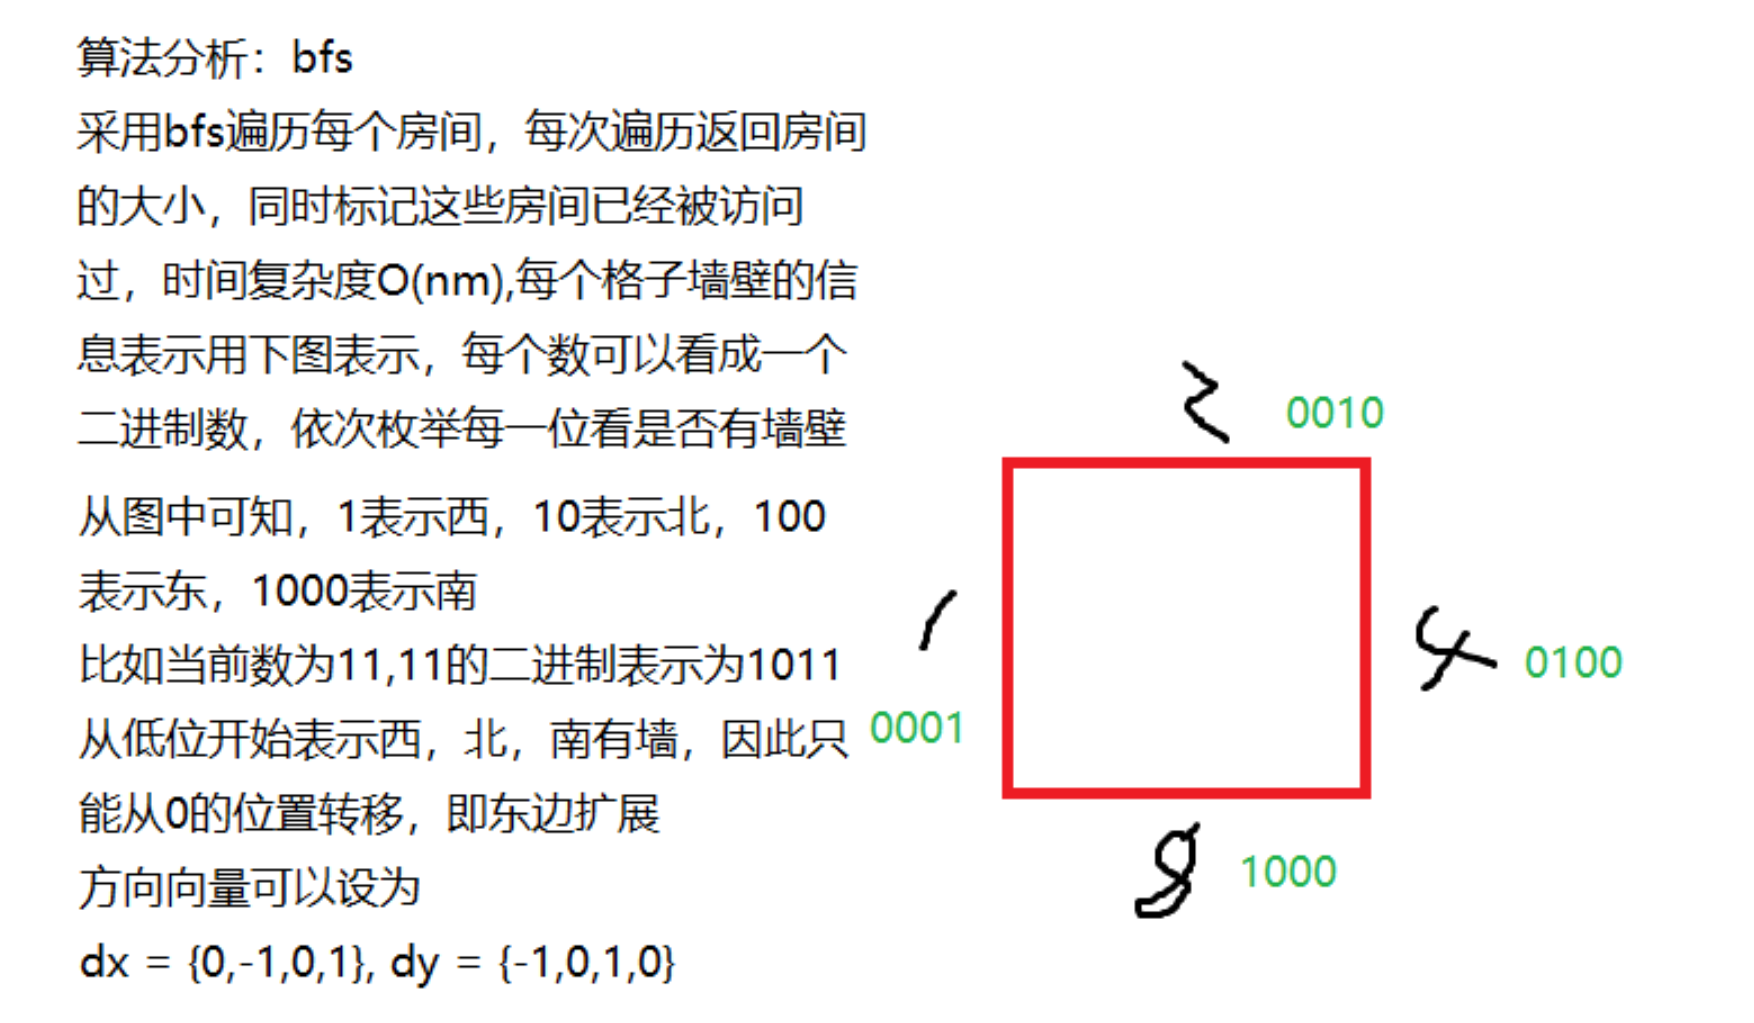 算法分析：bfs
采用bfs遍历每个房间，每次遍历返回房间
的大小，同时标记这些房间已经被访问
过，时间复杂度O(nm),每个格子墙壁的信
息表示用下图表示，每个数可以看成一个
二进制数，依次枚举每一位看是否有墙壁
从图中可知，1表示西，10表示北，100
表示东，1000表示南
比如当前数为11,11的二进制表示为1011
从低位开始表示西，北，南有墙，因此只
能从0的位置转移，即东边扩展
方向向量可以设为
dx = {0,-1,0,1}, dy = {-1,0,1,0}
2 0010
1
0001
4 0100
8 1000